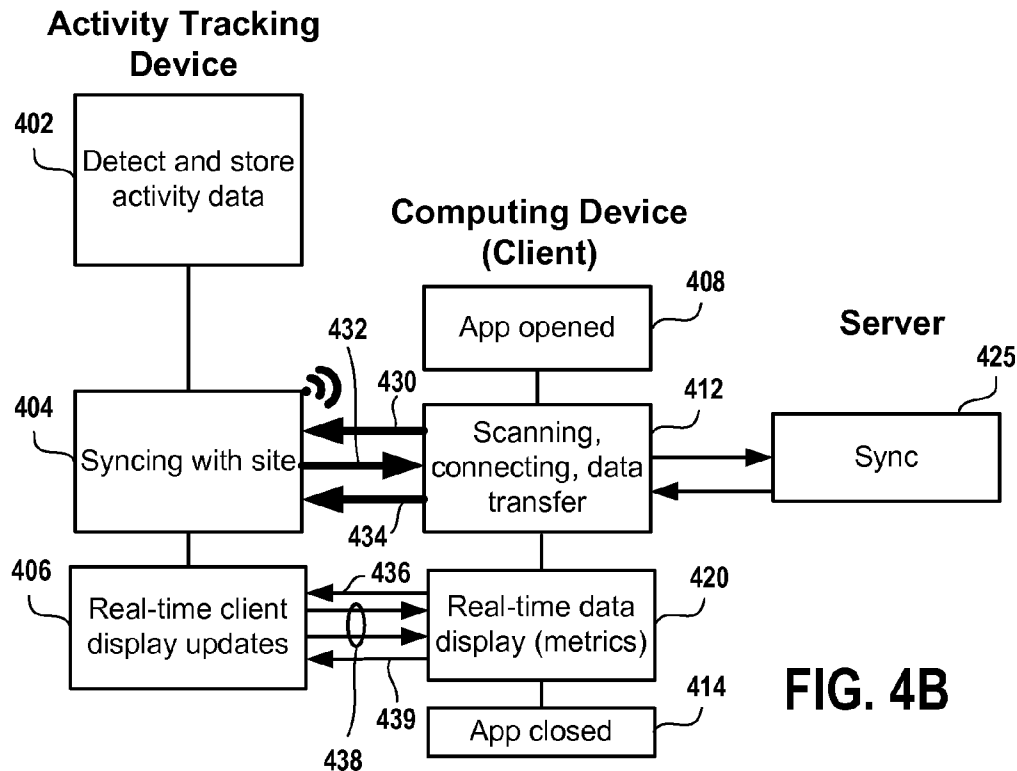 Activity Tracking
Device
402
Detect and store
activity data
Computing Device
(Client)
408
App opened
Server
432
430
404
Syncing with site
412
Scanning,
connecting, data
transfer
425
Sync
434
406
Real-time client
display updates
436
420
Real-time data
display (metrics)
438
439
414
App closed
FIG. 4B